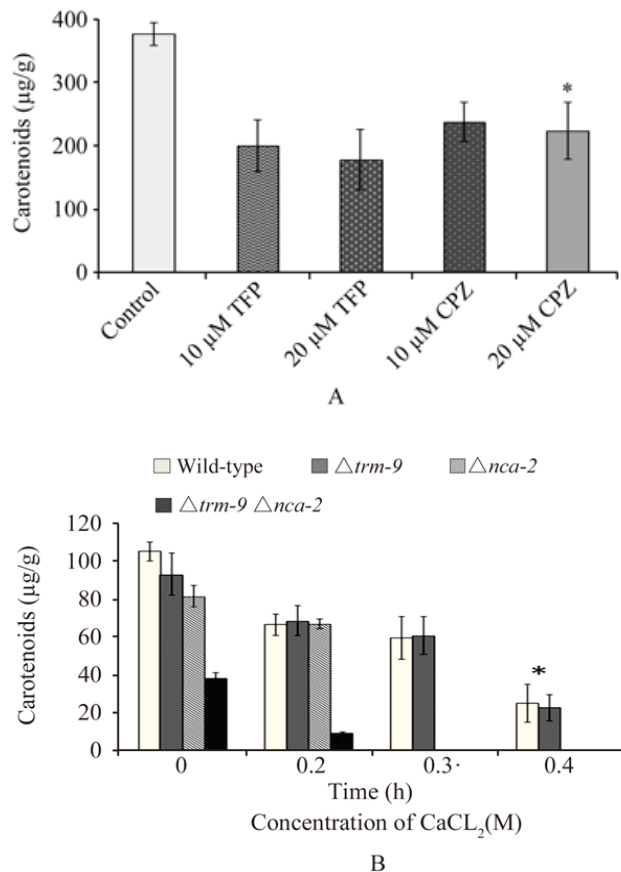 400
300
200
100
0
Carotenoids (µg/g)
*
Control
10 µM TFP
20 µM TFP
10 µM CPZ
20 µM CPZ
A
Wild-type
△trm-9
△nca-2
△trm-9 △nca-2
120
100
80
60
40
20
0
Carotenoids (µg/g)
*
0
0.2
0.3·
0.4
Time (h)
Concentration of CaCL₂(M)
B